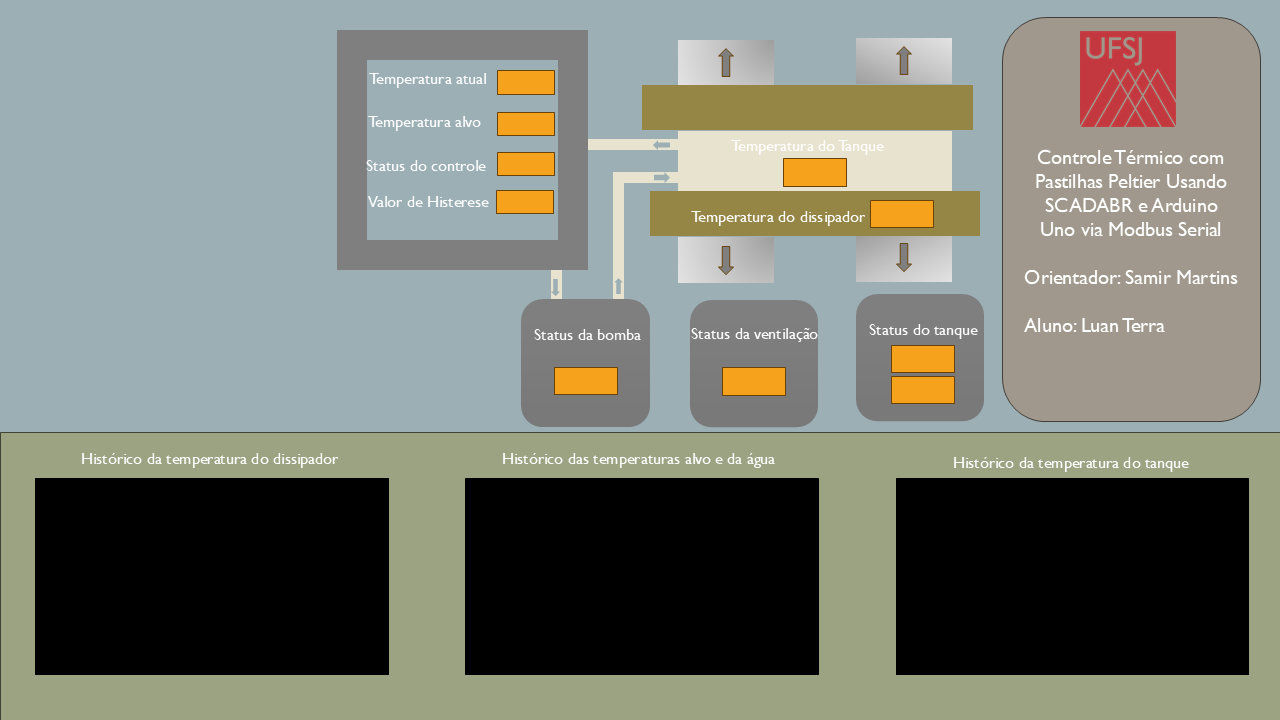 Temperatura atual
Temperatura alvo
Status do controle
Valor de Histerese
Temperatura do Tanque
Temperatura do dissipador
Status da bomba
Status da ventilação
Status do tanque
UFSJ
Controle Térmico com
Pastilhas Peltier Usando
SCADABR e Arduino
Uno via Modbus Serial
Orientador: Samir Martins
Aluno: Luan Terra
Histórico da temperatura do dissipador
Histórico das temperaturas alvo e da água
Histórico da temperatura do tanque